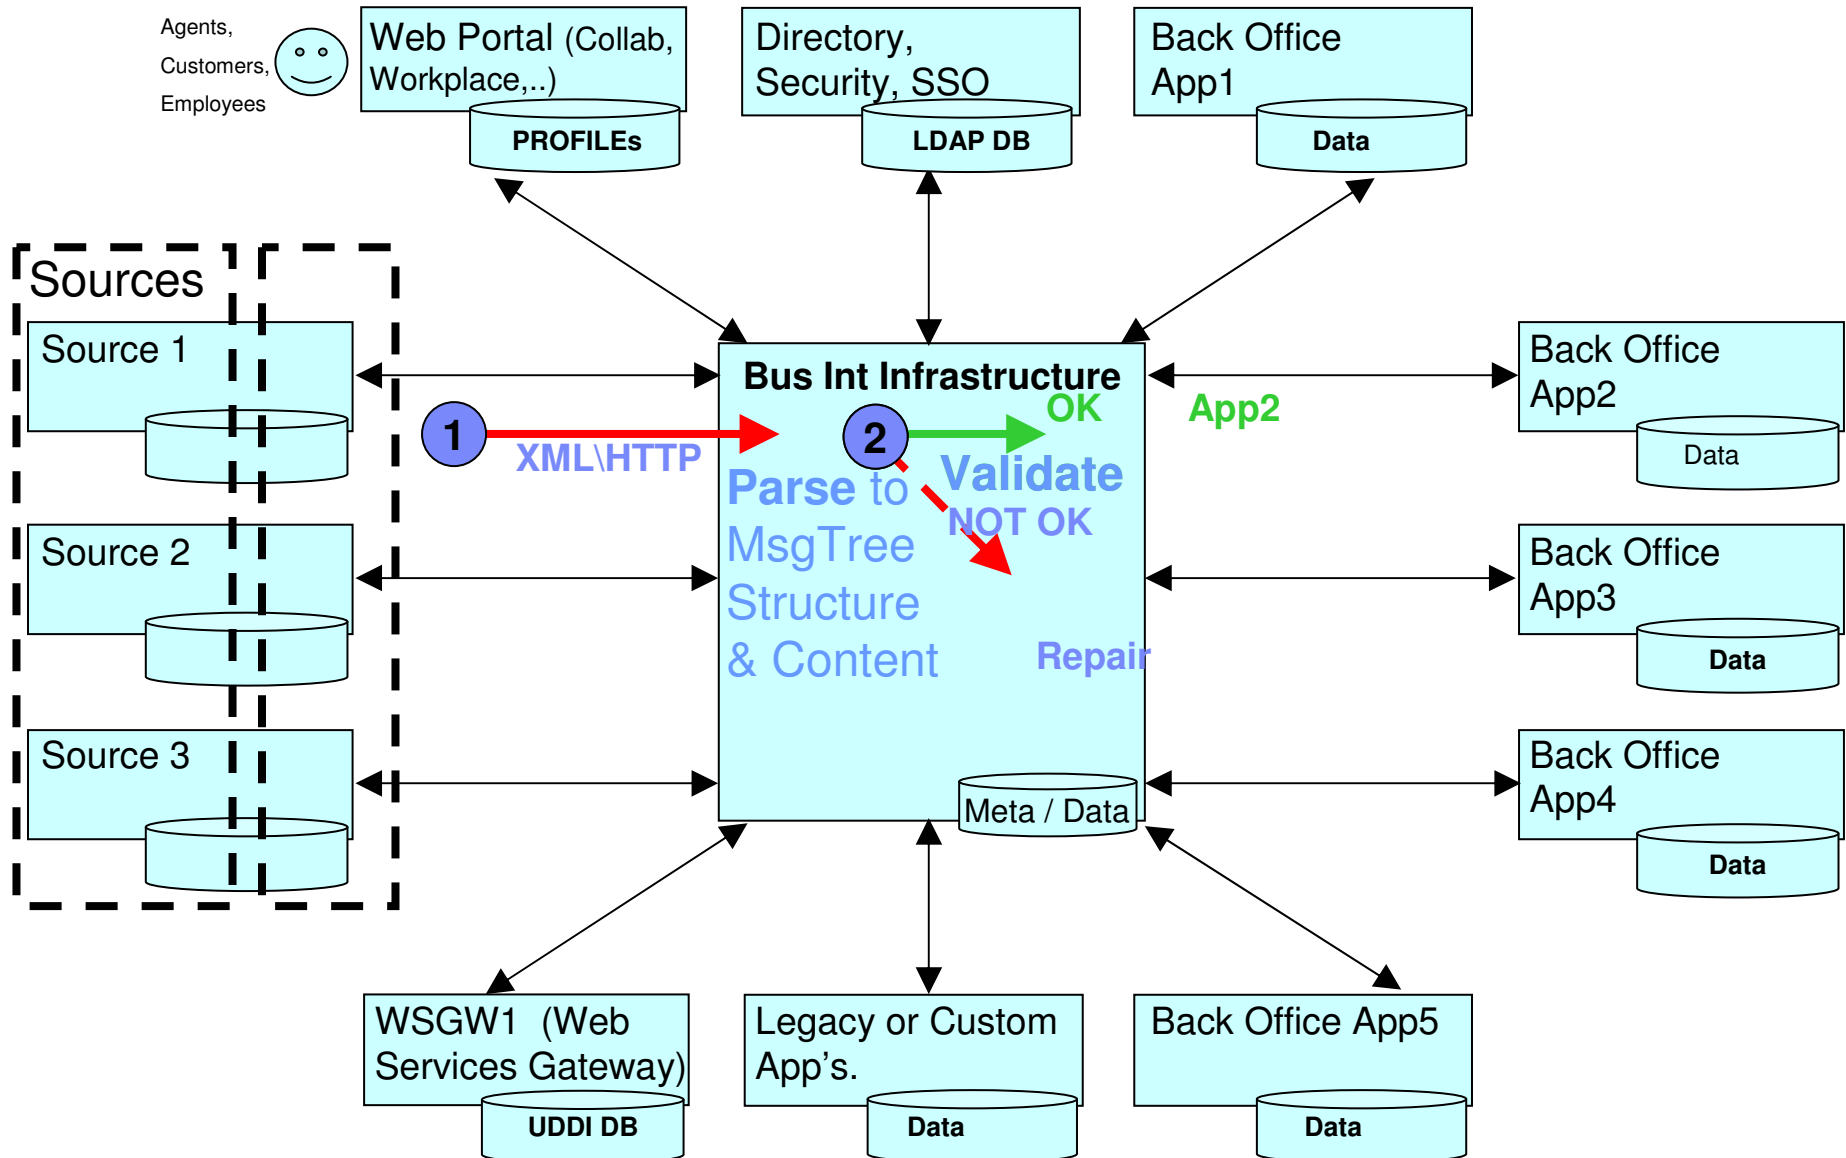 Agents,
Customers,
Employees
Web Portal (Collab,
Workplace,..)
PROFILEs
Directory,
Security, SSO
LDAP DB
Back Office
App1
Data
Sources
Source 1
Source 2
Source 3
1
XML\HTTP
Bus Int Infrastructure
2
OK
App2
Parse to
MsgTree
Structure
& Content
Validate
NOT OK
Repair
Meta / Data
Back Office
App2
Data
Back Office
App3
Data
Back Office
App4
Data
WSGW1 (Web
Services Gateway)
UDDI DB
Legacy or Custom
App's.
Data
Back Office App5
Data